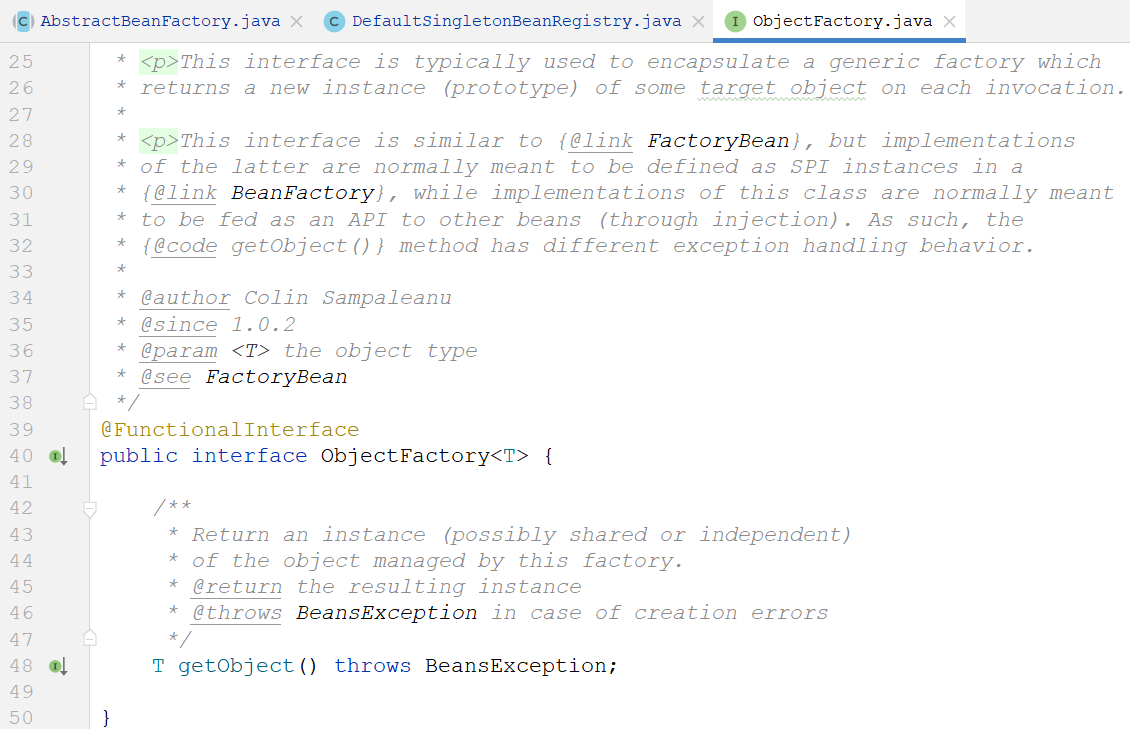 AbstractBeanFactory.java DefaultSingletonBeanRegistry.java ObjectFactory.java
25 * <p>This interface is typically used to encapsulate a generic factory which
26 * returns a new instance (prototype) of some target object on each invocation.
27 *
28 * <p>This interface is similar to {@link FactoryBean}, but implementations
29 * of the latter are normally meant to be defined as SPI instances in a
30 * {@link BeanFactory}, while implementations of this class are normally meant
31 * to be fed as an API to other beans (through injection). As such, the
32 * {@code getObject()} method has different exception handling behavior.
33 *
34 * @author Colin Sampaleanu
35 * @since 1.0.2
36 * @param <T> the object type
37 * @see FactoryBean
38 */
39 @FunctionalInterface
40 public interface ObjectFactory<T> {
41
42 /**
43 * Return an instance (possibly shared or independent)
44 * of the object managed by this factory.
45 * @return the resulting instance
46 * @throws BeansException in case of creation errors
47 */
48 T getObject() throws BeansException;
49
50 }